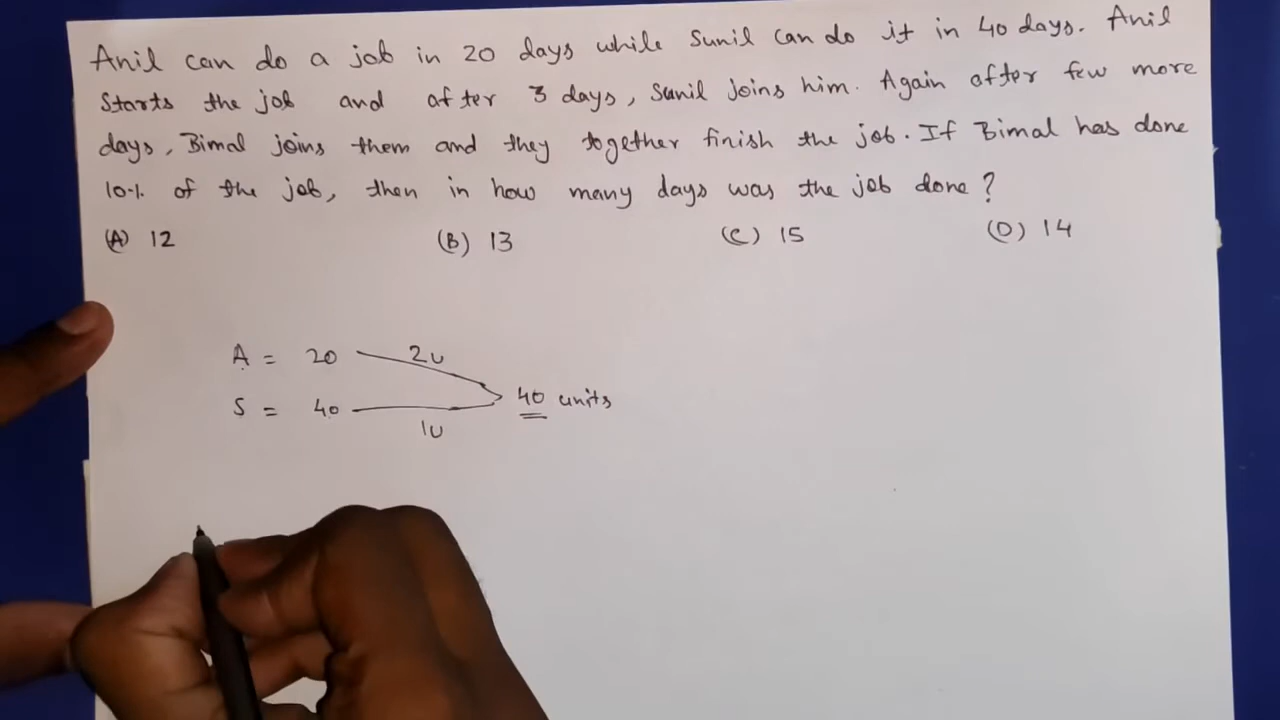 Anil can do a job in 20 days while Sunil can do it in 40 days. Anil
Starts the job and after 3 days, Sunil joins him. Again after few more
days, Bimal joins them and they together finish the job. If Bimal has done
10% of the job, then in how many days was the job done?
(A) 12 (B) 13 (C) 15 (D) 14
A = 20 2u
S = 40 40 units
1u